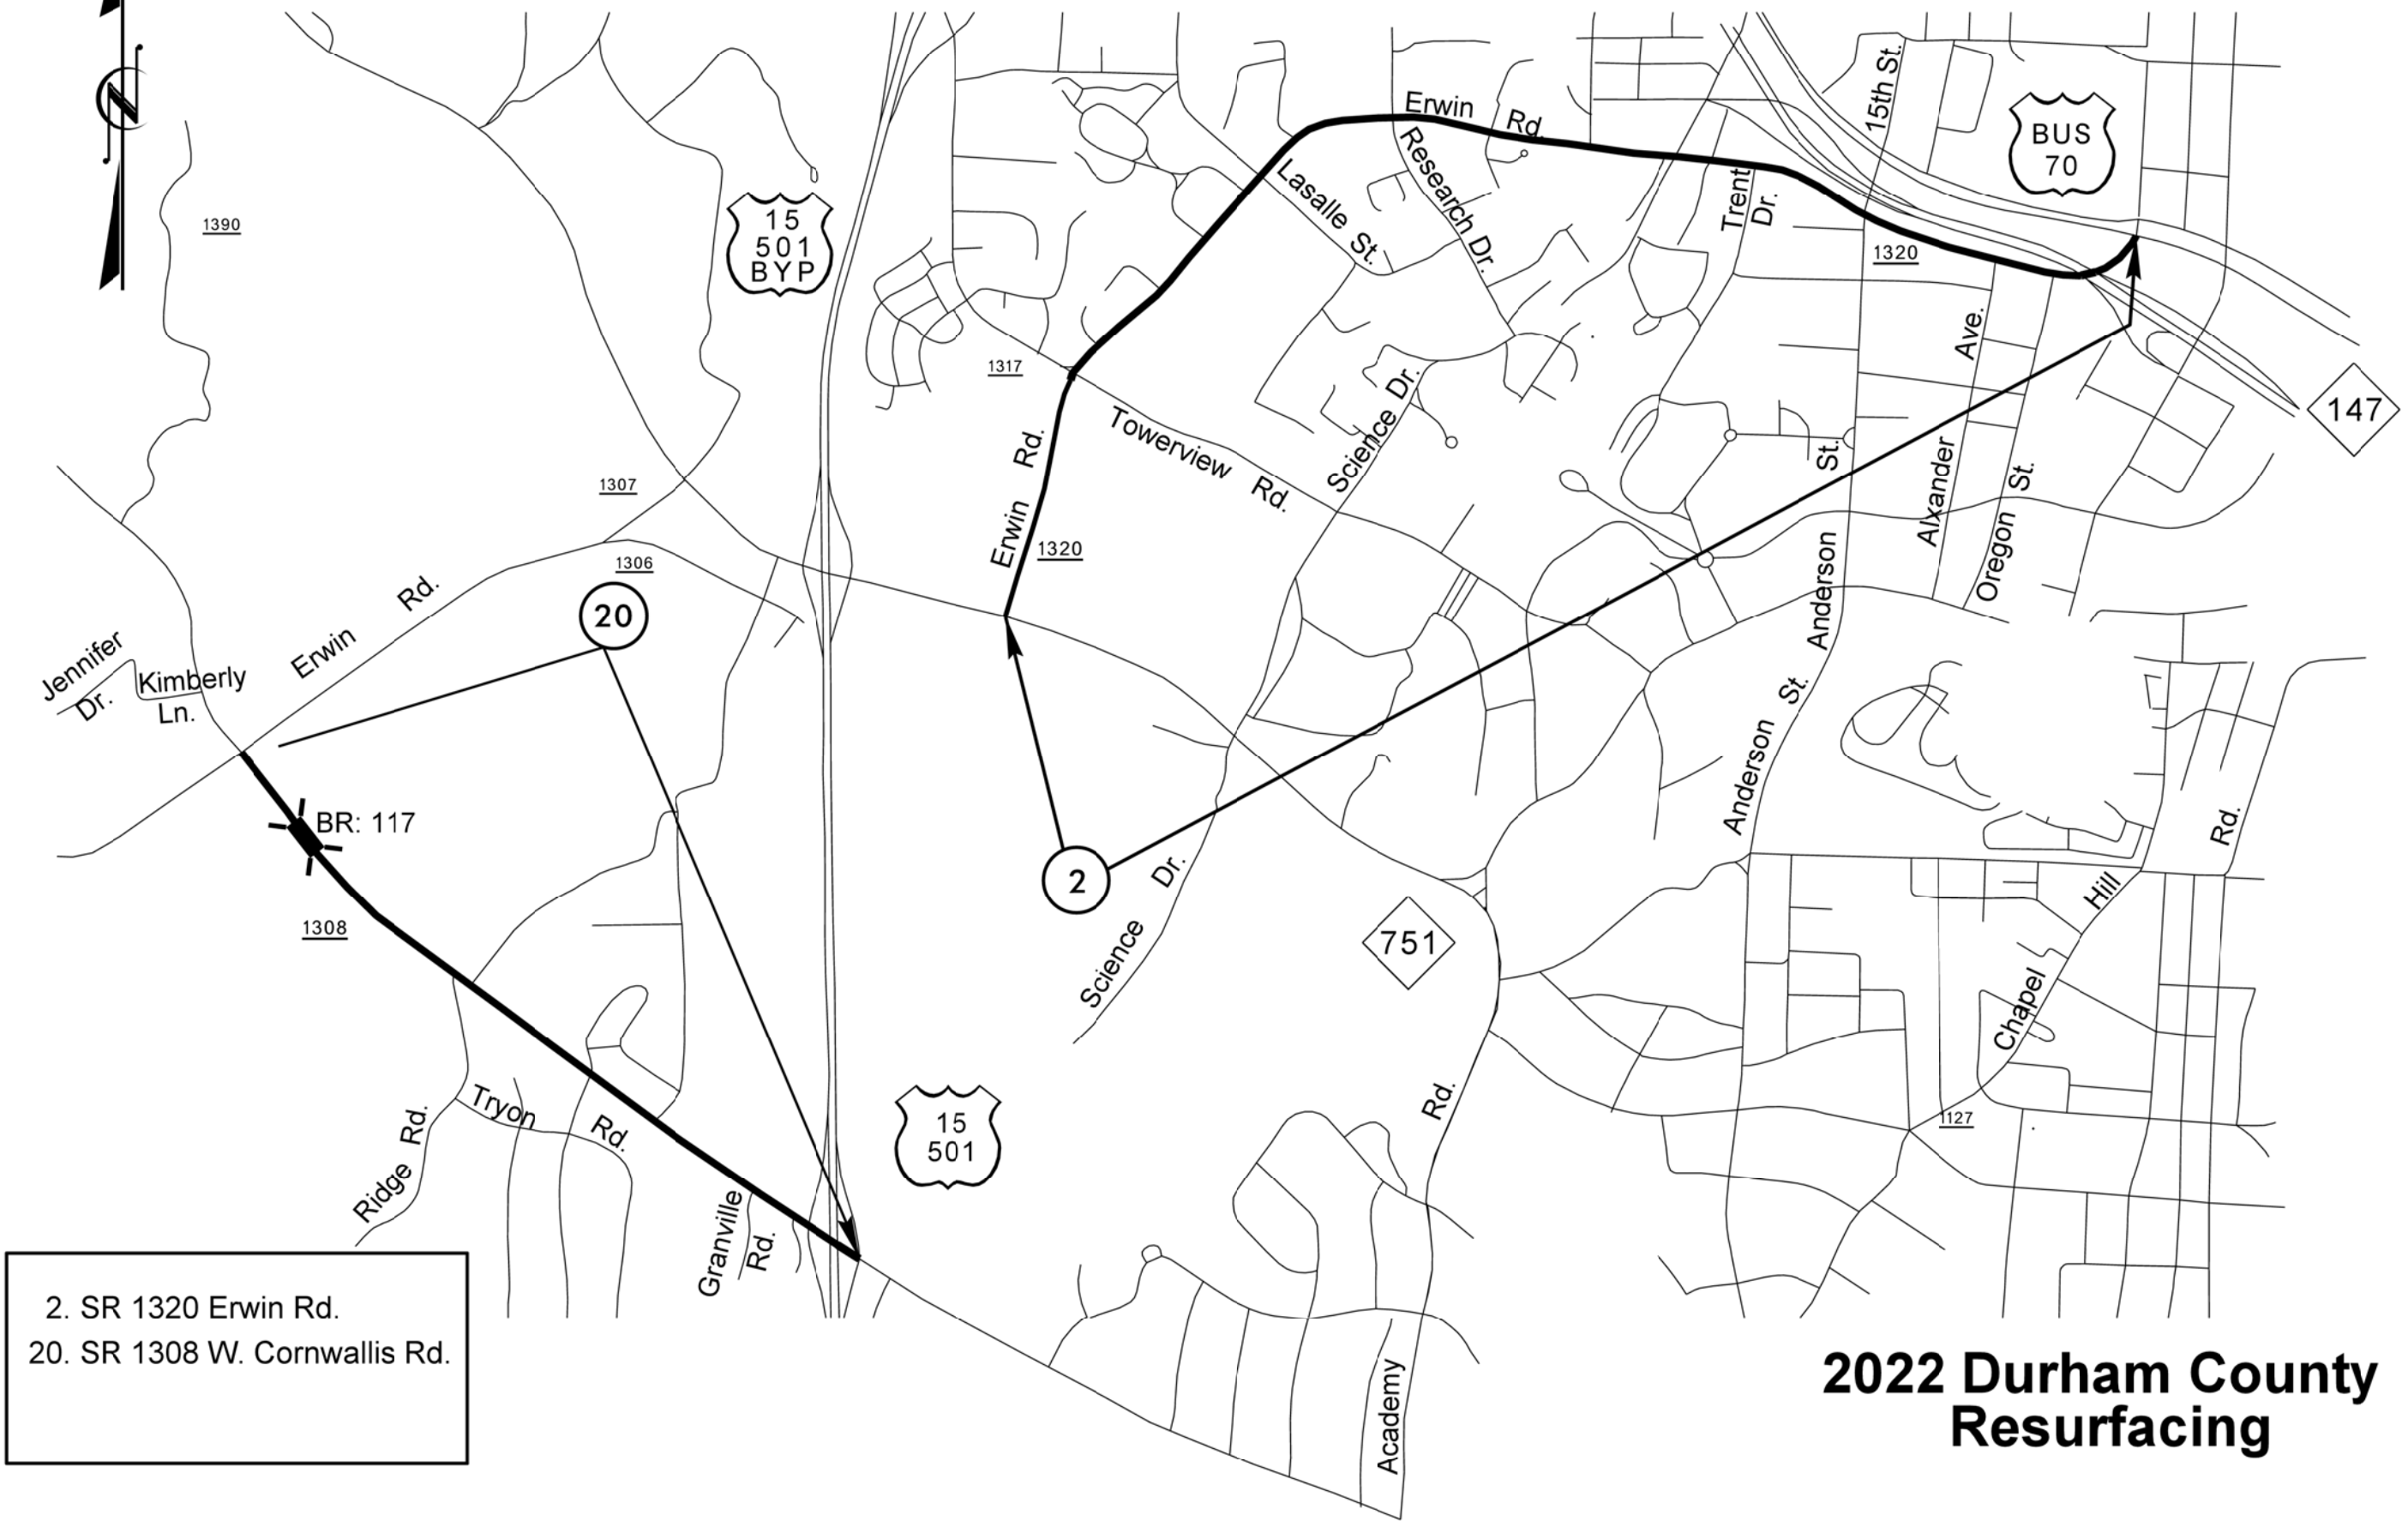 N
15th St.
BUS
70
Erwin Rd.
Research Dr.
Lasalle St.
Trent
Dr.
1390
15
501
BYP
1320
Ave.
1317
147
Towerview Rd.
Science Dr.
Erwin Rd.
St.
Alxander
Oregon St.
1307
1320
1306
20
Anderson
Erwin Rd.
Jennifer
Dr.
Kimberly
Ln.
Anderson St.
BR: 117
Rd.
2
Science Dr.
Hill
1308
751
Chapel
Tryon Rd.
Ridge Rd.
15
501
Rd.
1127
Granville
Rd.
2. SR 1320 Erwin Rd.
20. SR 1308 W. Cornwallis Rd.
Academy
2022 Durham County
Resurfacing